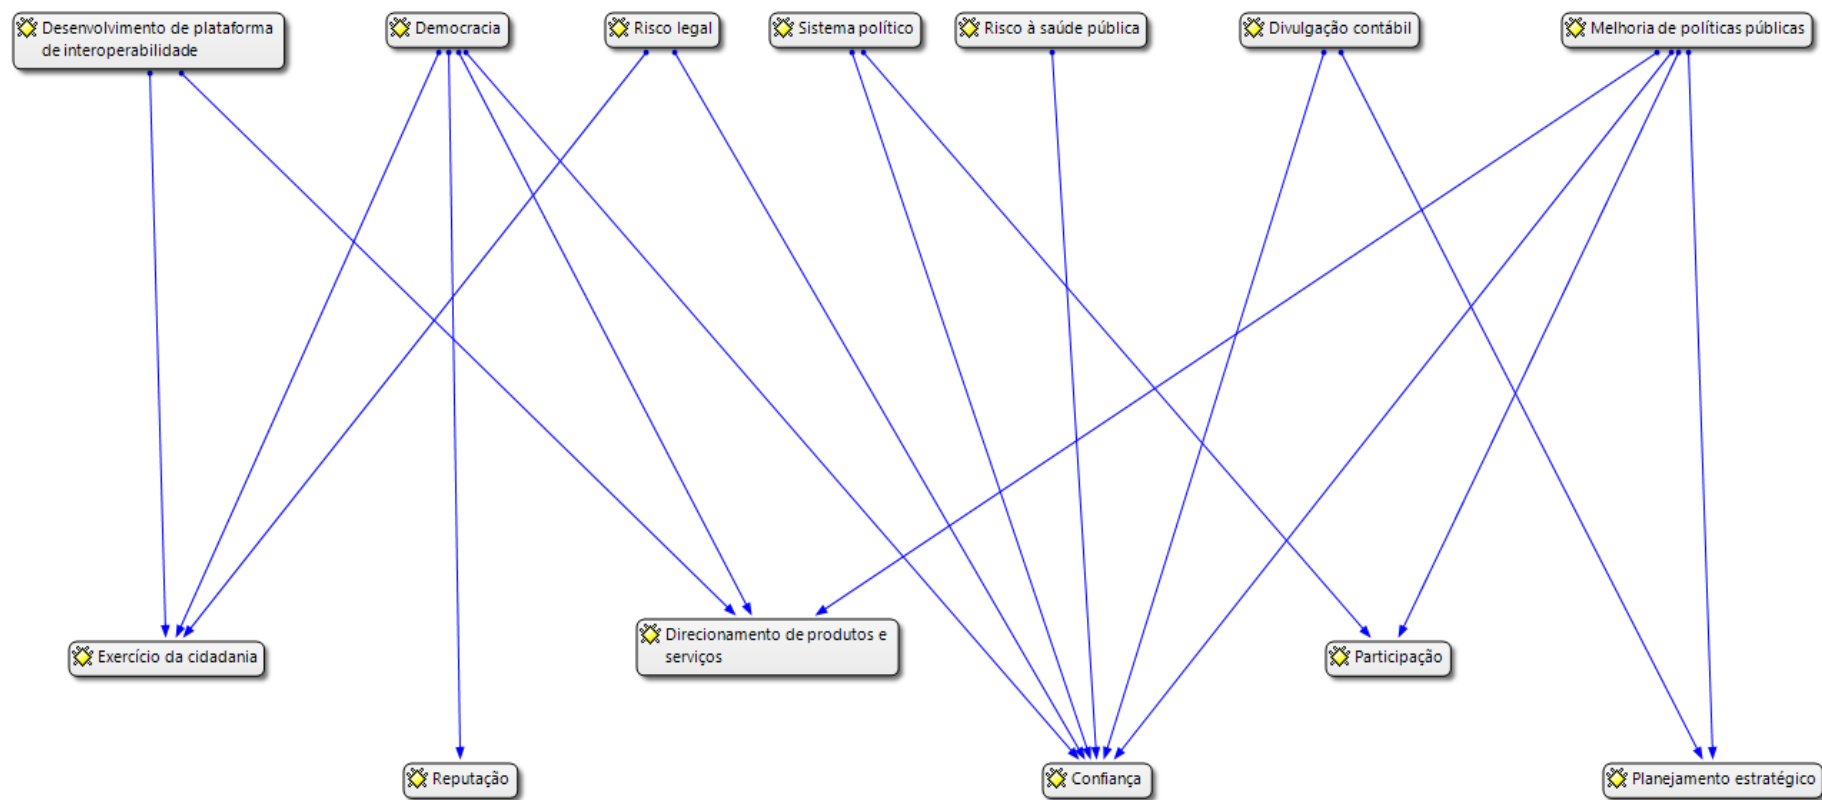 Desenvolvimento de plataforma
de interoperabilidade
Democracia
Risco legal
Sistema político
Risco à saúde pública
Divulgação contábil
Melhoria de políticas públicas
Exercício da cidadania
Direcionamento de produtos e
serviços
Participação
Reputação
Confiança
Planejamento estratégico